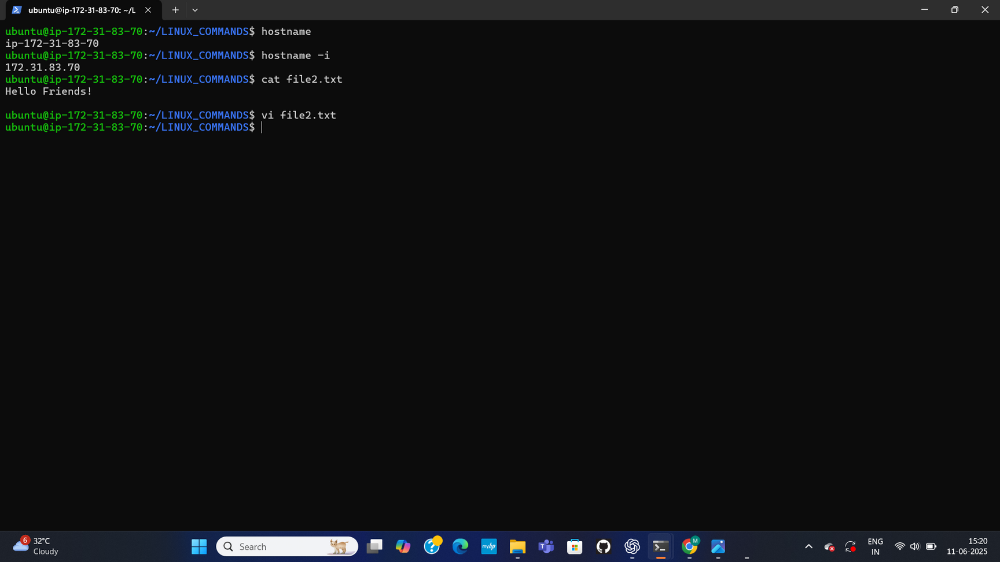 ubuntu@ip-172-31-83-70: ~/L
ubuntu@ip-172-31-83-70:~/LINUX_COMMANDS$ hostname
ip-172-31-83-70
ubuntu@ip-172-31-83-70:~/LINUX_COMMANDS$ hostname -i
172.31.83.70
ubuntu@ip-172-31-83-70:~/LINUX_COMMANDS$ cat file2.txt
Hello Friends!
ubuntu@ip-172-31-83-70:~/LINUX_COMMANDS$ vi file2.txt
ubuntu@ip-172-31-83-70:~/LINUX_COMMANDS$
6
32°C
Cloudy
Search
myhp
T
M
ENG
IN
15:20
11-06-2025